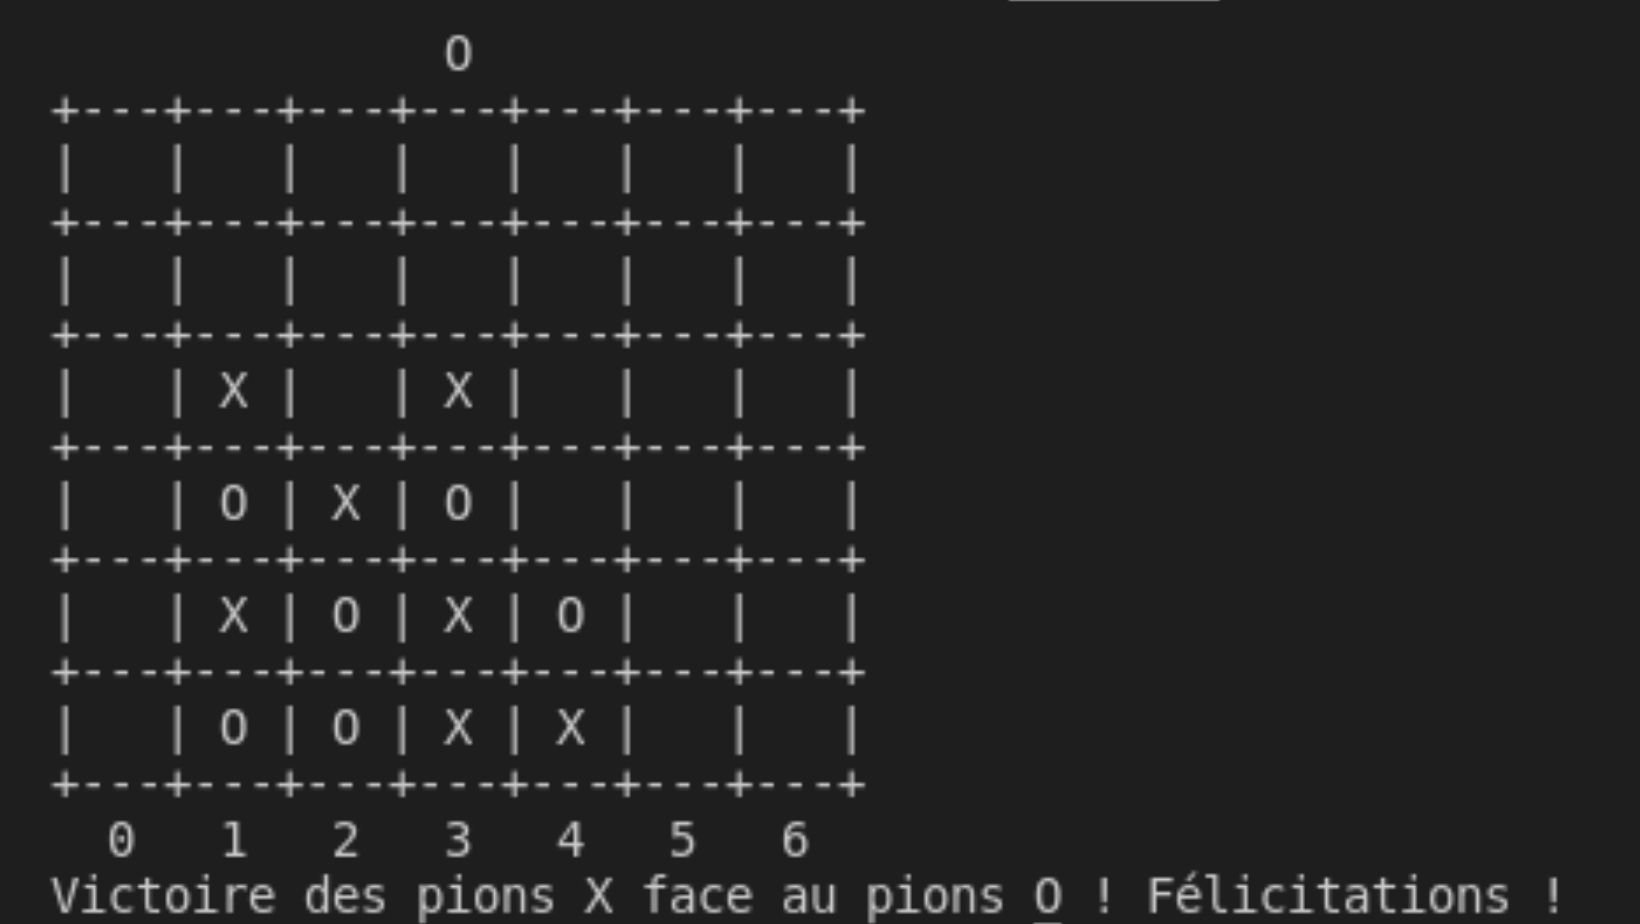 O
+---+---+---+---+---+---+---+
|   |   |   |   |   |   |   |
+---+---+---+---+---+---+---+
|   |   |   |   |   |   |   |
+---+---+---+---+---+---+---+
|   | X |   | X |   |   |   |
+---+---+---+---+---+---+---+
|   | O | X | O |   |   |   |
+---+---+---+---+---+---+---+
|   | X | O | X | O |   |   |
+---+---+---+---+---+---+---+
|   | O | O | X | X |   |   |
+---+---+---+---+---+---+---+
  0   1   2   3   4   5   6
Victoire des pions X face au pions O ! Félicitations !